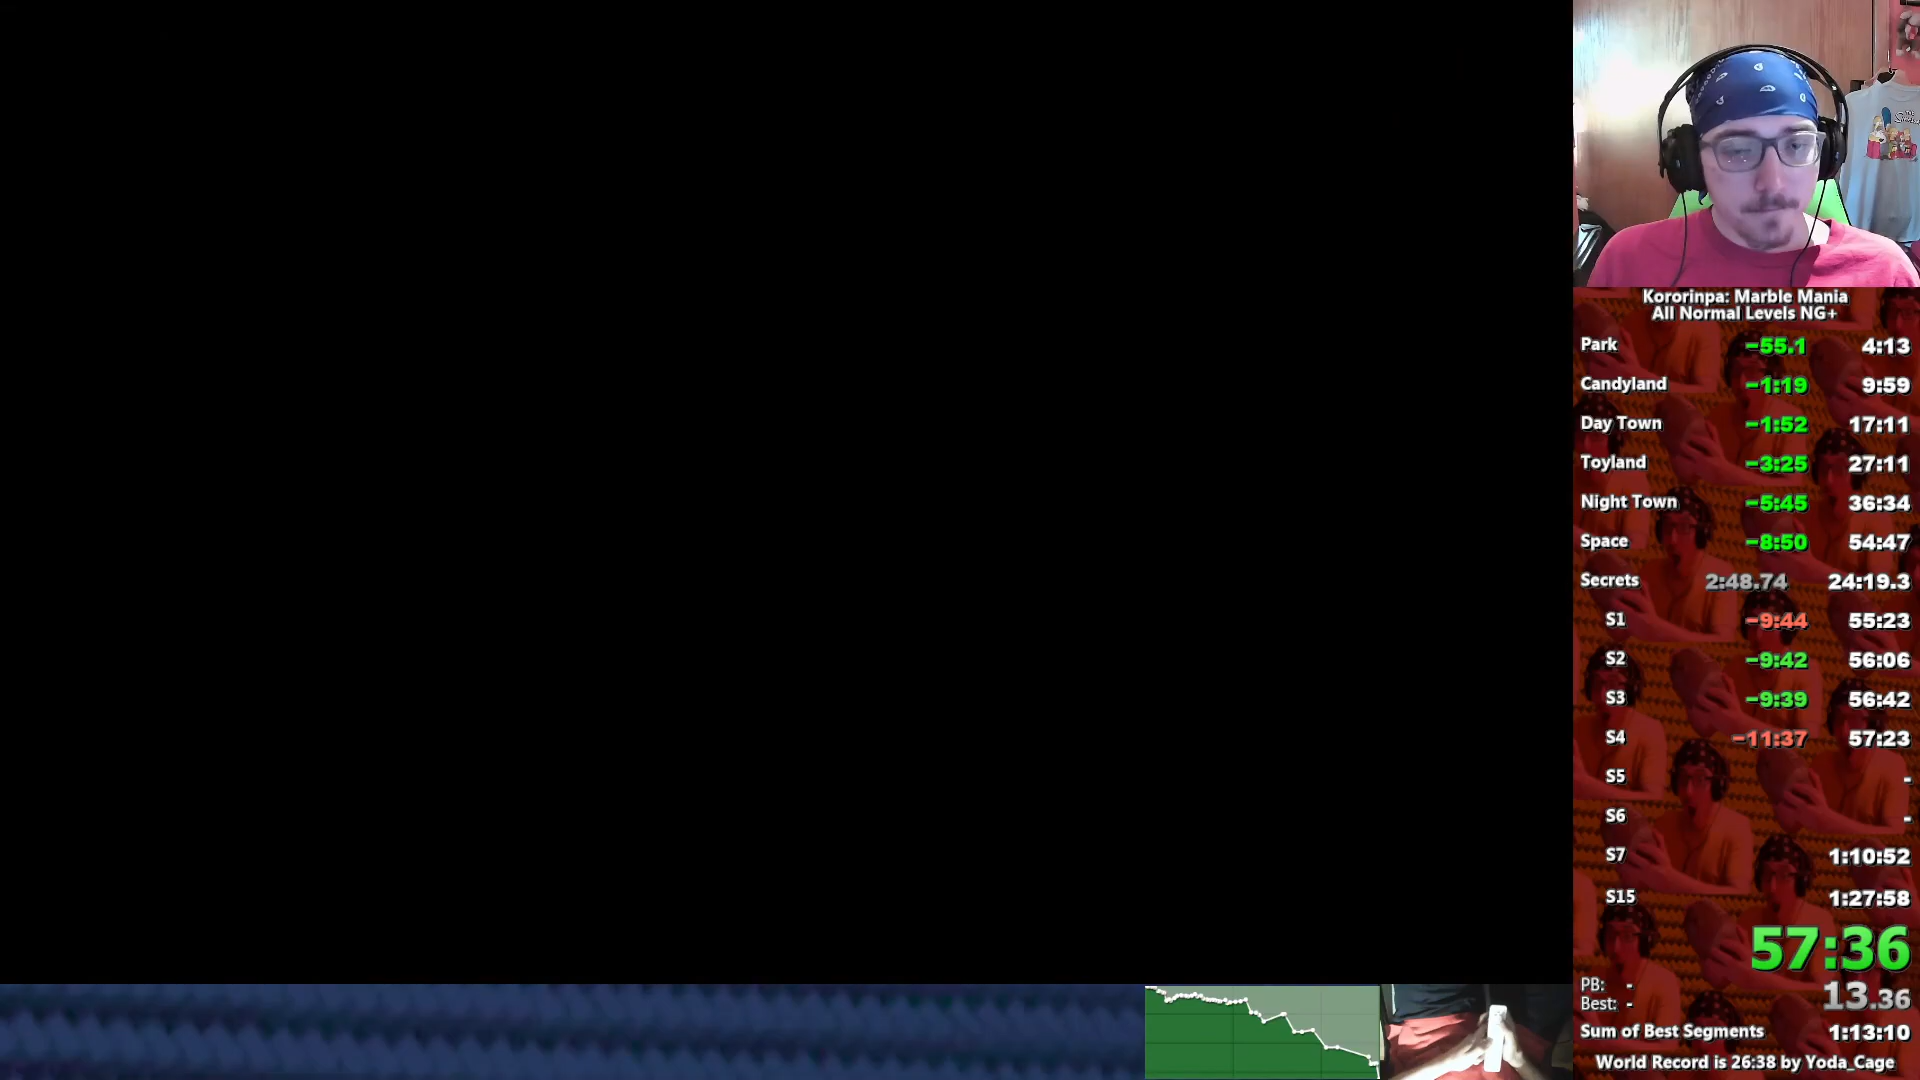 Kororinpa: Marble Mania
All Normal Levels NG+
Park -55.1 4:13
Candyland -1:19 9:59
Day Town -1:52 17:11
Toyland -3:25 27:11
Night Town -5:45 36:34
Space -8:50 54:47
Secrets 2:48.74 24:19.3
S1 -9:44 55:23
S2 -9:42 56:06
S3 -9:39 56:42
S4 -11:37 57:23
S5 -
S6 -
S7 1:10:52
S15 1:27:58
57:36
PB: - 13.36
Best: -
Sum of Best Segments 1:13:10
World Record is 26:38 by Yoda_Cage